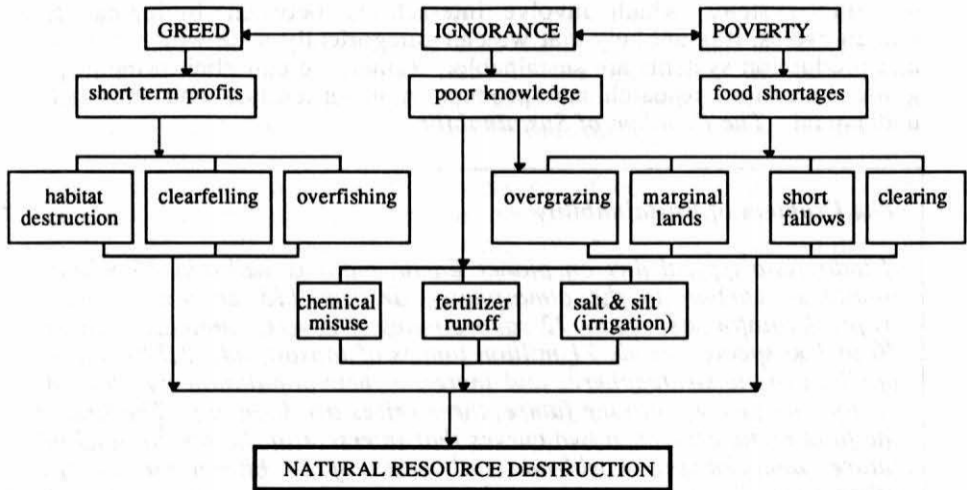 GREED
IGNORANCE
POVERTY
short term profits
poor knowledge
food shortages
habitat
destruction
clearfelling
overfishing
overgrazing
marginal
lands
short
fallows
clearing
chemical
misuse
fertilizer
runoff
salt & silt
(irrigation)
NATURAL RESOURCE DESTRUCTION